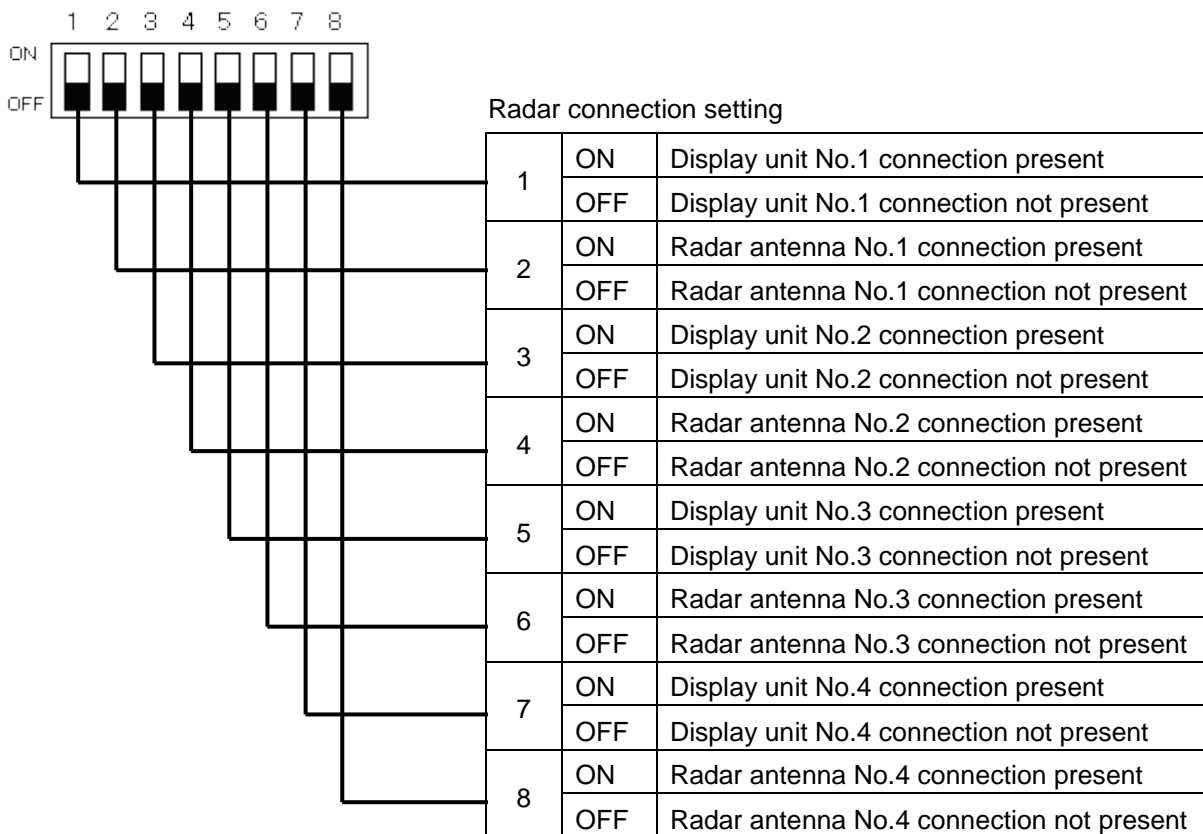 1 2 3 4 5 6 7 8
ON
OFF
Radar connection setting
1 ON Display unit No.1 connection present
OFF Display unit No.1 connection not present
2 ON Radar antenna No.1 connection present
OFF Radar antenna No.1 connection not present
3 ON Display unit No.2 connection present
OFF Display unit No.2 connection not present
4 ON Radar antenna No.2 connection present
OFF Radar antenna No.2 connection not present
5 ON Display unit No.3 connection present
OFF Display unit No.3 connection not present
6 ON Radar antenna No.3 connection present
OFF Radar antenna No.3 connection not present
7 ON Display unit No.4 connection present
OFF Display unit No.4 connection not present
8 ON Radar antenna No.4 connection present
OFF Radar antenna No.4 connection not present